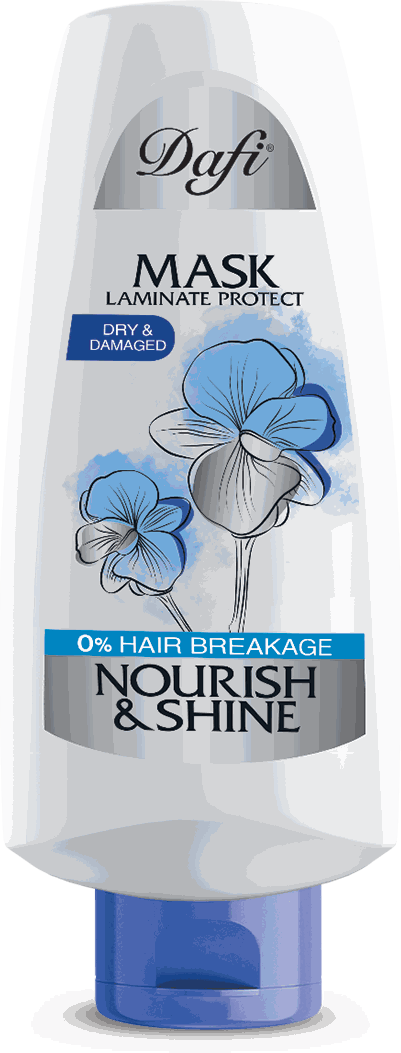 Dafi®
MASK
LAMINATE PROTECT
DRY &
DAMAGED
0% HAIR BREAKAGE
NOURISH
& SHINE